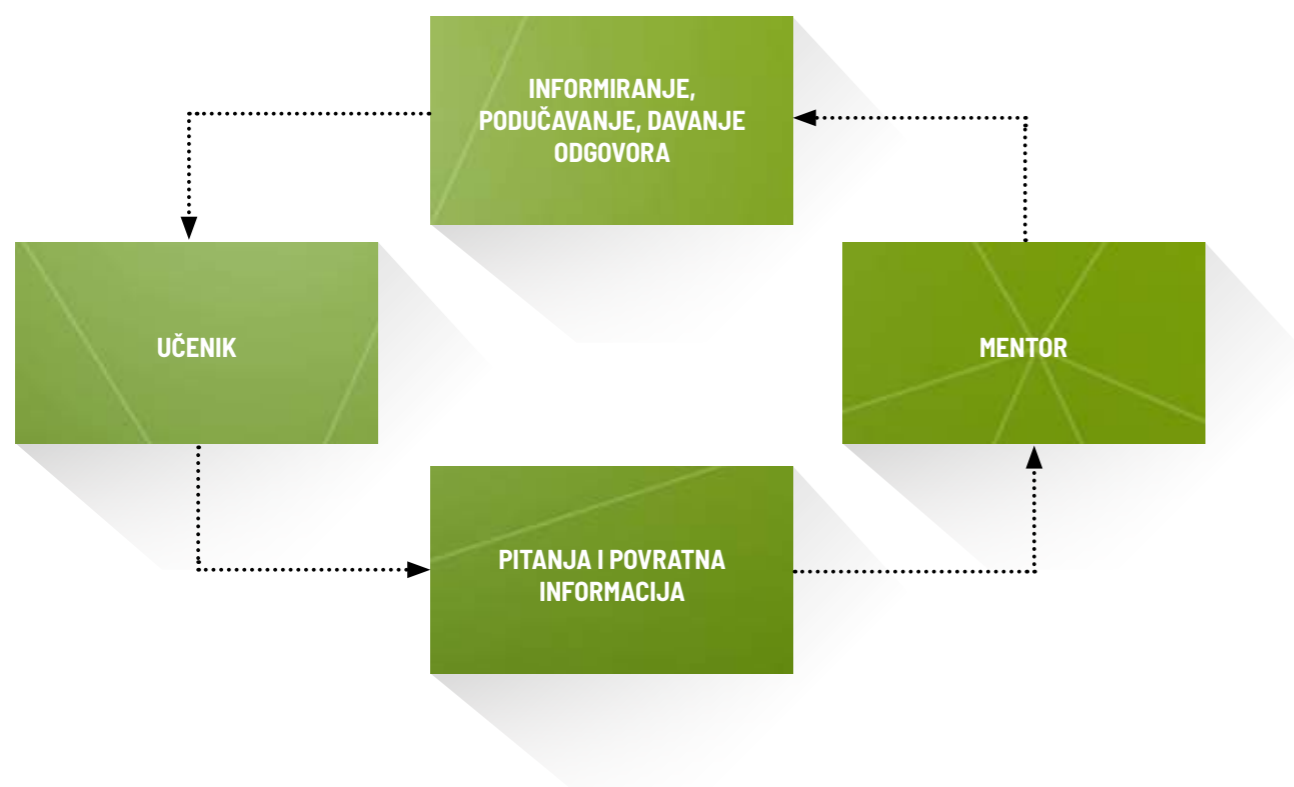 INFORMIRANJE,
PODUČAVANJE, DAVANJE
ODGOVORA
UČENIK
MENTOR
PITANJA I POVRATNA
INFORMACIJA